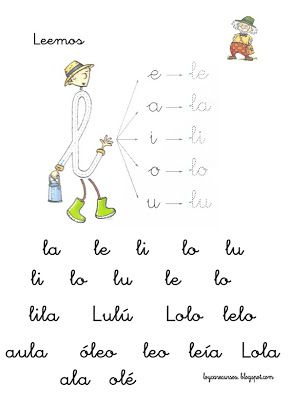 Leemos
e → le
a → la
i → li
o → lo
u → lu
la le li lo lu
li lo lu le lo
lila Lulú Lolo lelo
aula óleo leo leía Lola
ala olé
loycarecursos.blogspot.com